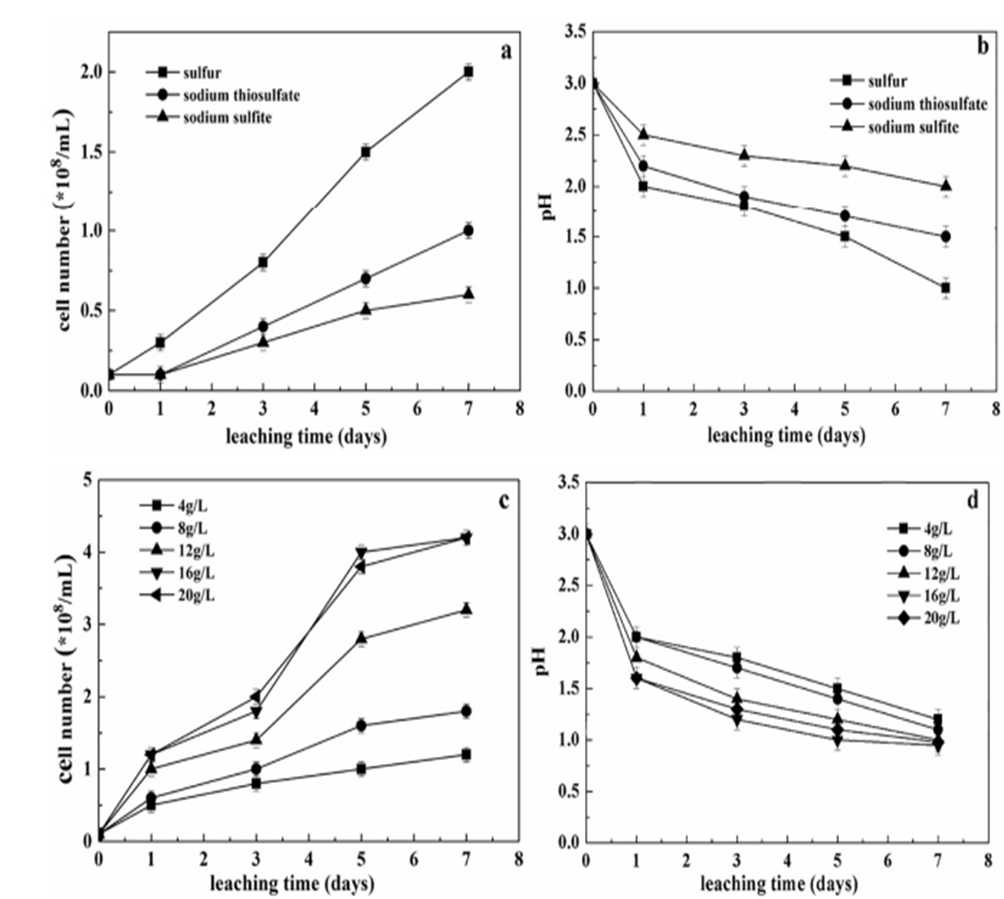 a
sulfur
sodium thiosulfate
sodium sulfite
2.0
1.5
1.0
0.5
0.0
cell number (*10⁸/mL)
0 1 2 3 4 5 6 7 8
leaching time (days)
b
sulfur
sodium thiosulfate
sodium sulfite
3.5
3.0
2.5
2.0
1.5
1.0
0.5
0.0
pH
0 1 2 3 4 5 6 7 8
leaching time (days)
c
4g/L
8g/L
12g/L
16g/L
20g/L
5
4
3
2
1
0
cell number (*10⁸/mL)
0 1 2 3 4 5 6 7 8
leaching time (days)
d
4g/L
8g/L
12g/L
16g/L
20g/L
3.5
3.0
2.5
2.0
1.5
1.0
0.5
0.0
pH
0 1 2 3 4 5 6 7 8
leaching time (days)